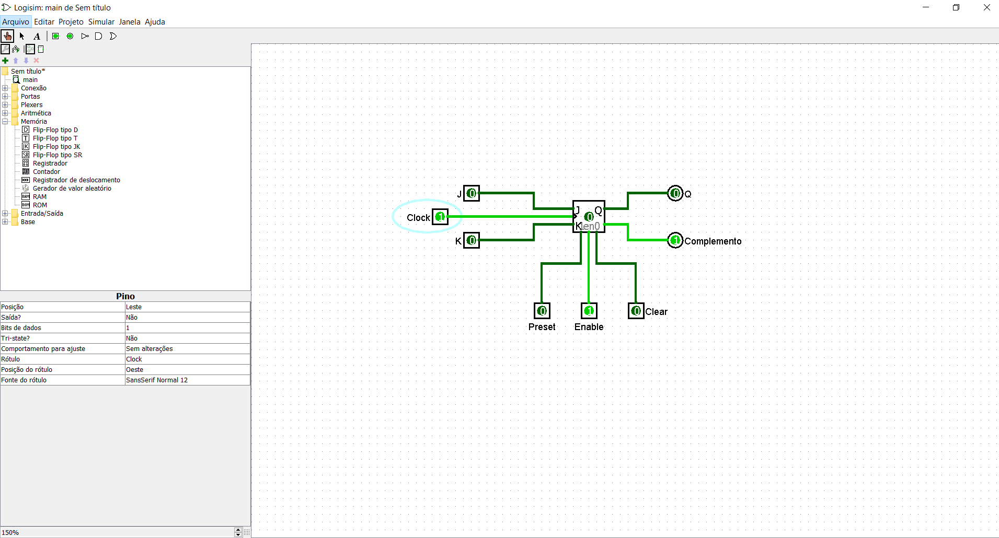 Logisim: main de Sem título
Arquivo Editar Projeto Simular Janela Ajuda
A
Sem título*
main
Conexão
Portas
Plexers
Aritmética
Memória
D Flip-Flop tipo D
T Flip-Flop tipo T
JK Flip-Flop tipo JK
SR Flip-Flop tipo SR
Registrador
Contador
Registrador de deslocamento
Gerador de valor aleatório
RAM RAM
ROM ROM
Entrada/Saída
Base
Pino
Posição Leste
Saída? Não
Bits de dados 1
Tri-state? Não
Comportamento para ajuste Sem alterações
Rótulo Clock
Posição do rótulo Oeste
Fonte do rótulo SansSerif Normal 12
150%
J 0
0 Q
J Q
Clock 1
0
K en0
K 0
1 Complemento
0
1
0 Clear
Preset
Enable